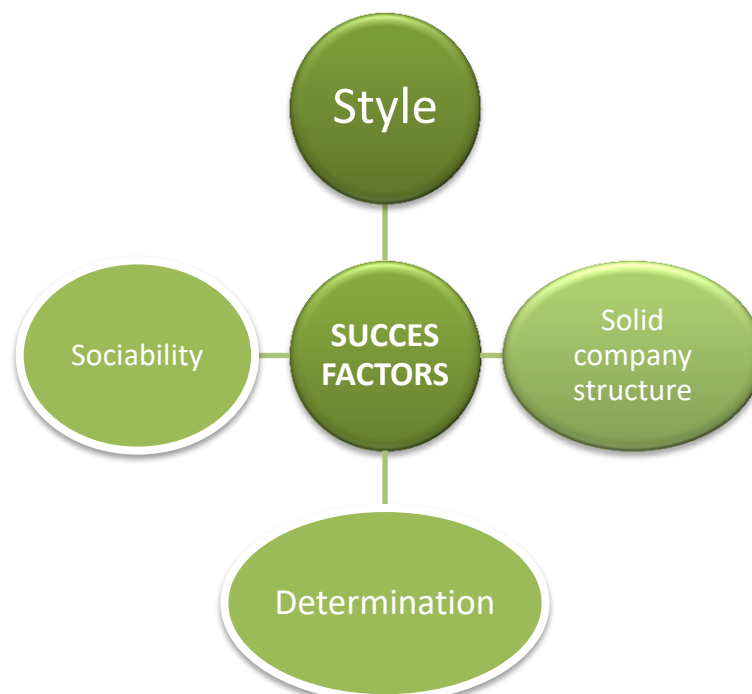 Style
Sociability
SUCCES
FACTORS
Solid
company
structure
Determination